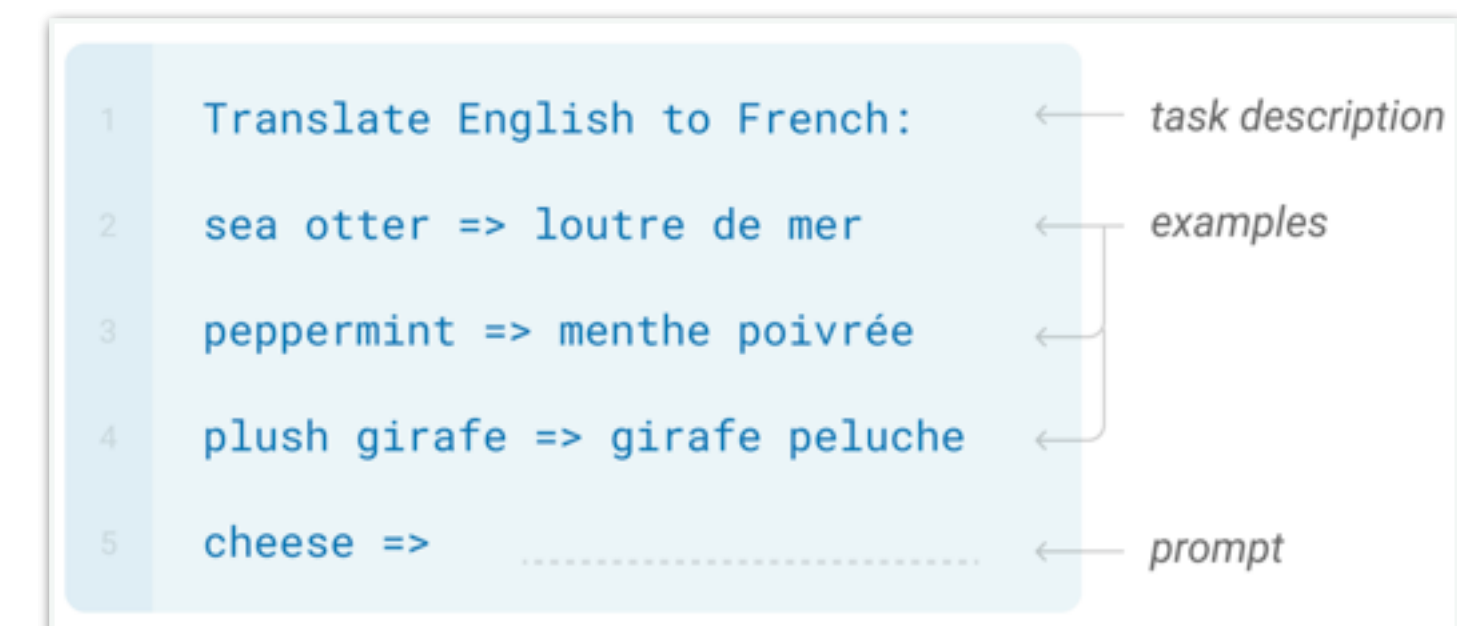 1 Translate English to French: task description
2 sea otter => loutre de mer examples
3 peppermint => menthe poivrée
4 plush girafe => girafe peluche
5 cheese => prompt